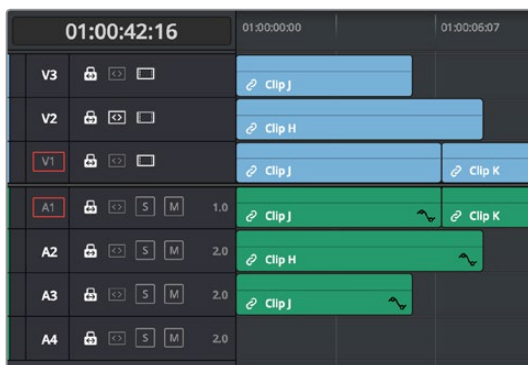 01:00:42:16
01:00:00:00
01:00:06:07
V3
Clip J
V2
Clip H
V1
Clip J
Clip K
A1 S M 1.0
Clip J
Clip K
A2 S M 2.0
Clip H
A3 S M 2.0
Clip J
A4 S M 2.0